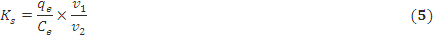 K_s = q_e / C_e × v_1 / v_2 (5)